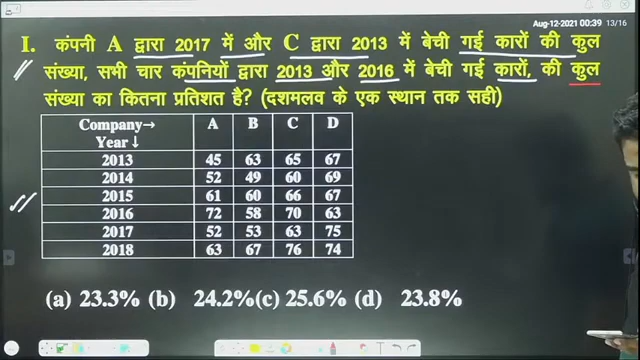 Aug-12-2021 00:39 13/16
I. कंपनी A द्वारा 2017 में और C द्वारा 2013 में बेची गई कारों की कुल
संख्या, सभी चार कंपनियों द्वारा 2013 और 2016 में बेची गई कारों, की कुल
संख्या का कितना प्रतिशत है? (दशमलव के एक स्थान तक सही)
Company→ A B C D
Year↓
2013 45 63 65 67
2014 52 49 60 69
2015 61 60 66 67
2016 72 58 70 63
2017 52 53 63 75
2018 63 67 76 74
(a) 23.3% (b) 24.2%(c) 25.6% (d) 23.8%